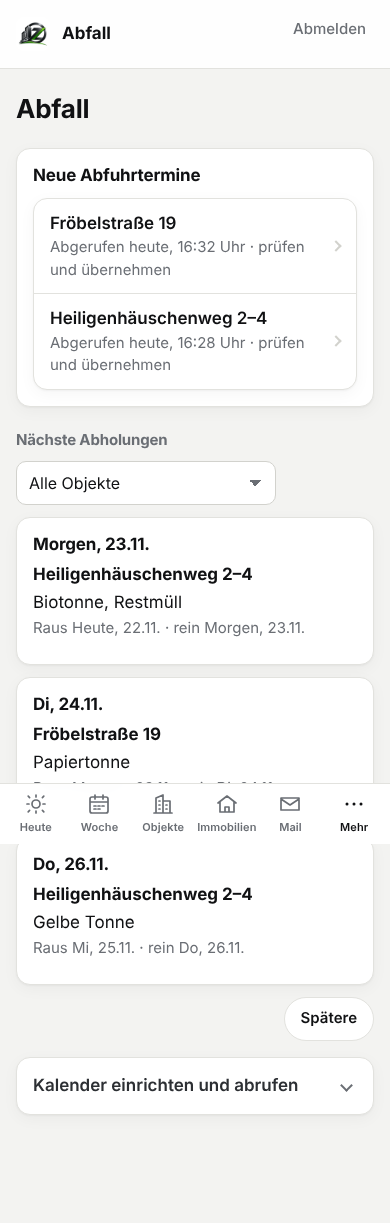 Abfall
Abmelden
Abfall
Neue Abfuhrtermine
Fröbelstraße 19
Abgerufen heute, 16:32 Uhr · prüfen
und übernehmen
Heiligenhäuschenweg 2–4
Abgerufen heute, 16:28 Uhr · prüfen
und übernehmen
Nächste Abholungen
Alle Objekte
Morgen, 23.11.
Heiligenhäuschenweg 2–4
Biotonne, Restmüll
Raus Heute, 22.11. · rein Morgen, 23.11.
Di, 24.11.
Fröbelstraße 19
Papiertonne
Heute
Woche
Objekte
Immobilien
Mail
Mehr
Do, 26.11.
Heiligenhäuschenweg 2–4
Gelbe Tonne
Raus Mi, 25.11. · rein Do, 26.11.
Spätere
Kalender einrichten und abrufen